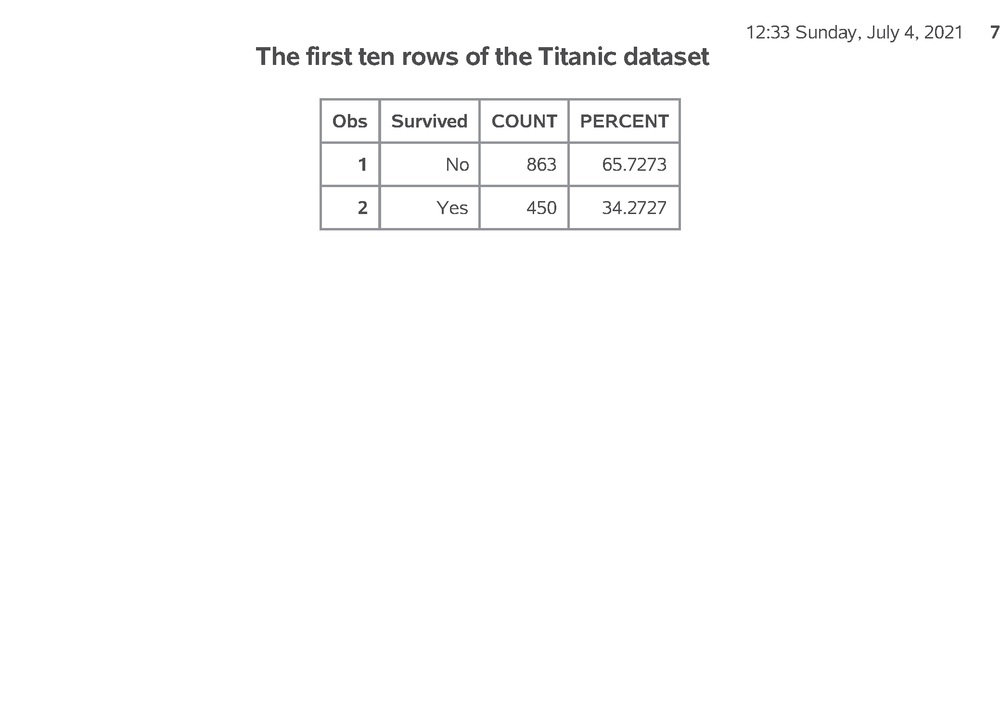 12:33 Sunday, July 4, 2021 7
The first ten rows of the Titanic dataset
Obs Survived COUNT PERCENT
1 No 863 65.7273
2 Yes 450 34.2727